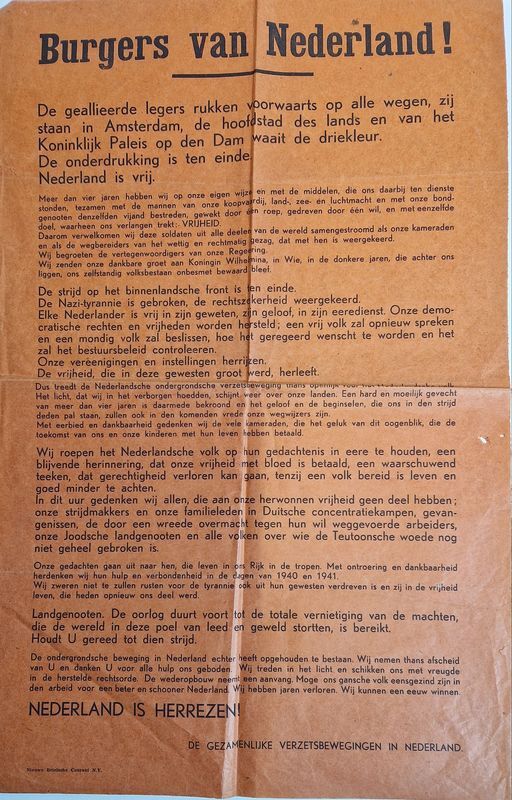 Burgers van Nederland!
De geallieerde legers rukken voorwaarts op alle wegen, zij
staan in Amsterdam, de hoofdstad des lands en van het
Koninklijk Paleis op den Dam waait de driekleur.
De onderdrukking is ten einde.
Nederland is vrij.
Meer dan vier jaren hebben wij op onze eigen wijze en met de middelen, die ons daarbij ten dienste
stonden, tezamen met de mannen van onze koopvaardij, land-, zee- en luchtmacht en met onze bond-
genooten denzelfden vijand bestreden, gewekt door één roep, gedreven door één wil, en met eenzelfde
doel, waarheen ons verlangen trekt: VRIJHEID.
Daarom verwelkomen wij deze soldaten uit alle deelen van de wereld samengestroomd als onze kameraden
en als de wegbereiders van het wettig en rechtmatig gezag, dat met hen is weergekeerd.
Wij begroeten de vertegenwoordigers van onze Regeering.
Wij zenden onze dankbare groet aan Koningin Wilhelmina, in Wie, in de donkere jaren, die achter ons
liggen, ons zelfstandig volksbestaan onbesmet bewaard bleef.
De strijd op het binnenlandsche front is ten einde.
De Nazi-tyrannie is gebroken, de rechtszekerheid weergekeerd.
Elke Nederlander is vrij in zijn geweten, zijn geloof, in zijn eeredienst. Onze demo-
cratische rechten en vrijheden worden hersteld; een vrij volk zal opnieuw spreken
en een mondig volk zal beslissen, hoe het geregeerd wenscht te worden en het
zal het bestuursbeleid controleren.
Onze vereenigingen en instellingen herrijzen.
De vrijheid, die in deze gewesten groot werd, herleeft.
Dus treedt de Nederlandsche ondergrondsche verzetsbeweging thans openlijk voor het
Het licht, dat wij in het verborgen hoedden, schijnt weer over onze landen. Een hard en moeilijk gevecht
van meer dan vier jaren is daarmede bekroond en het geloof en de beginselen, die ons in den strijd
deden pal staan, zullen ook in den komenden vrede onze wegwijzers zijn.
Met eerbied en dankbaarheid gedenken wij de vele kameraden, die het geluk van dit oogenblik, die de
toekomst van ons en onze kinderen met hun leven hebben betaald.
Wij roepen het Nederlandsche volk op hun gedachtenis in eere te houden, een
blijvende herinnering, dat onze vrijheid met bloed is betaald, een waarschuwend
teeken, dat gerechtigheid verloren kan gaan, tenzij een volk bereid is leven en
goed minder te achten.
In dit uur gedenken wij allen, die aan onze herwonnen vrijheid geen deel hebben;
onze strijdmakkers en onze familieleden in Duitsche concentratiekampen, gevan-
genissen, de door een wreede overmacht tegen hun wil weggevoerde arbeiders,
onze Joodsche landgenooten en alle volken over wie de Teutoonsche woede nog
niet geheel gebroken is.
Onze gedachten gaan uit naar hen, die leven in ons Rijk in de tropen. Met ontroering en dankbaarheid
herdenken wij hun hulp en verbondenheid in de dagen van 1940 en 1941.
Wij zweren niet te zullen rusten voor de tyrannie ook uit hun gewesten verdreven is en zij in de vrijheid
leven, die heden opnieuw ons deel werd.
Landgenooten. De oorlog duurt voort tot de totale vernietiging van de machten,
die de wereld in deze poel van leed en geweld stortten, is bereikt.
Houdt U gereed tot dien strijd.
De ondergrondsche beweging in Nederland echter heeft opgehouden te bestaan. Wij nemen thans afscheid
van U en danken U voor alle hulp ons geboden. Wij treden in het licht en schikken ons met vreugde
in de herstelde rechtsorde. De wederopbouw neemt een aanvang. Moge ons gansche volk eensgezind zijn in
den arbeid voor een beter en schooner Nederland. Wij hebben jaren verloren. Wij kunnen een eeuw winnen.
NEDERLAND IS HERREZEN!
DE GEZAMENLIJKE VERZETSBEWEGINGEN IN NEDERLAND.
Nieuwe Drentsche Courant N.V.